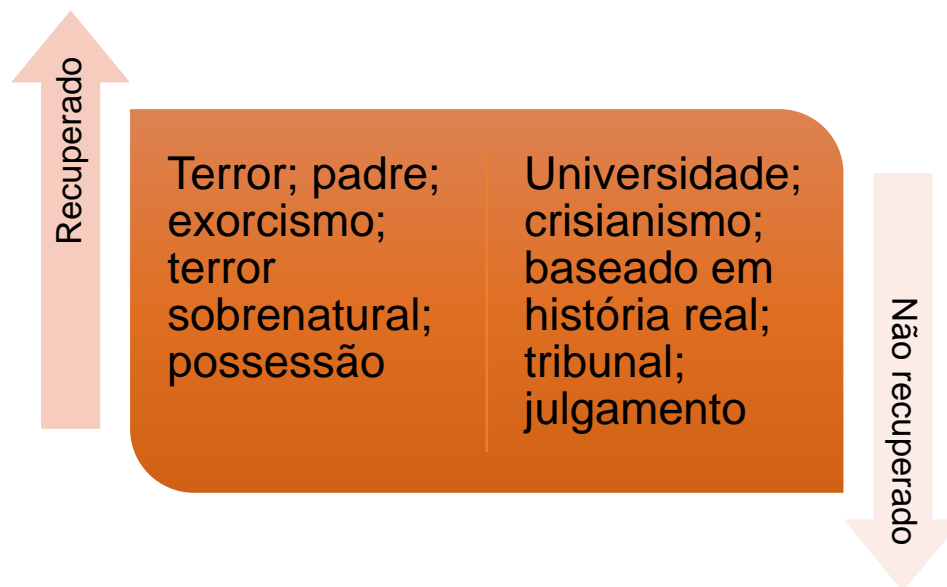 Recuperado
Terror; padre;
exorcismo;
terror
sobrenatural;
possessão
Universidade;
crisianismo;
baseado em
história real;
tribunal;
julgamento
Não recuperado